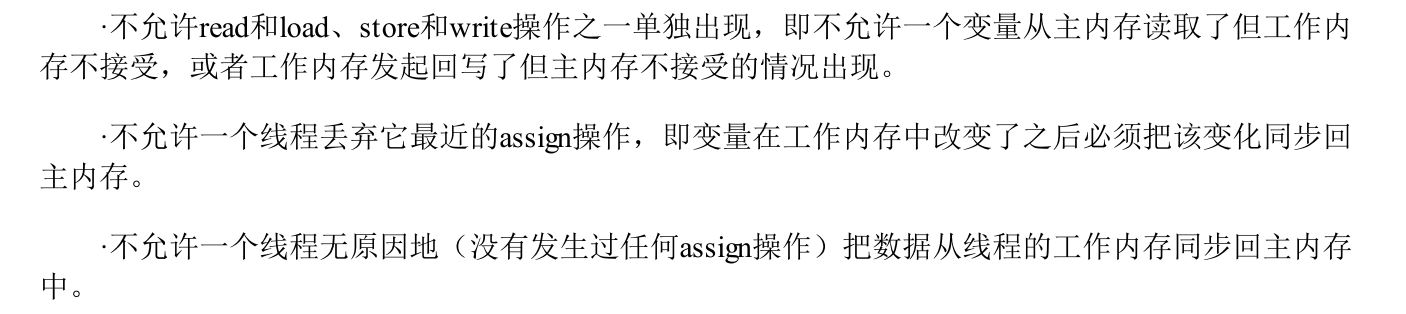 ·不允许read和load、store和write操作之一单独出现，即不允许一个变量从主内存读取了但工作内
存不接受，或者工作内存发起回写了但主内存不接受的情况出现。
·不允许一个线程丢弃它最近的assign操作，即变量在工作内存中改变了之后必须把该变化同步回
主内存。
·不允许一个线程无原因地（没有发生过任何assign操作）把数据从线程的工作内存同步回主内存
中。